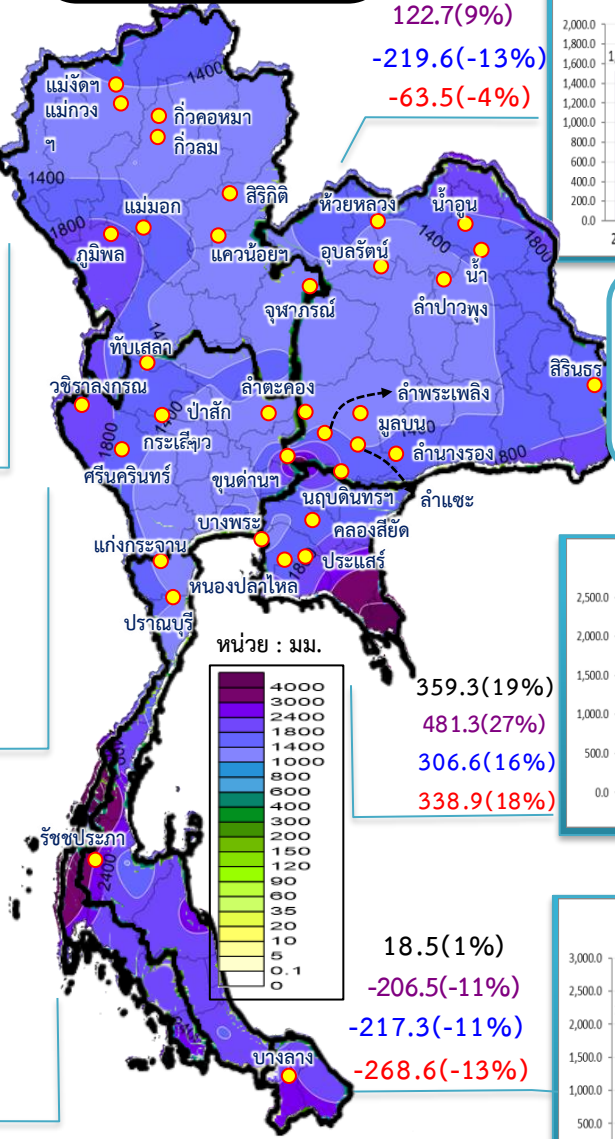 122.7(9%)
-219.6(-13%)
-63.5(-4%)
2,000.0
1,800.0
1,600.0
1,400.0
1,200.0
1,000.0
800.0
600.0
400.0
200.0
0.0
1400
แม่งัดฯ
แม่กวง
ฯ
กิ่วคอหมา
กิ่วลม
1400
สิริกิติ์
แม่มอก
1800
ภูมิพล
แควน้อยฯ
ห้วยหลวง
น้ำอูน
1400
1800
อุบลรัตน์
น้ำ
ลำปาวพุง
จุฬาภรณ์
ทับเสลา
สิรินธร
วชิราลงกรณ
ลำตะคอง
ลำพระเพลิง
ป่าสัก
1400
มูลบน
1800
กระเสียว
ศรีนครินทร์
ขุนด่านฯ
ลำนางรอง
800
นฤบดินทรฯ
ลำแซะ
บางพระ
คลองสียัด
แก่งกระจาน
ประแสร์
หนองปลาไหล
ปราณบุรี
2,500.0
2,000.0
1,500.0
1,000.0
500.0
0.0
หน่วย : มม.
4000
3000
2400
1800
1400
1000
800
600
400
300
200
150
120
90
60
35
20
10
5
0.1
0
359.3(19%)
481.3(27%)
306.6(16%)
338.9(18%)
รัชชประภา
2400
18.5(1%)
-206.5(-11%)
-217.3(-11%)
-268.6(-13%)
บางลาง
3,000.0
2,500.0
2,000.0
1,500.0
1,000.0
500.0